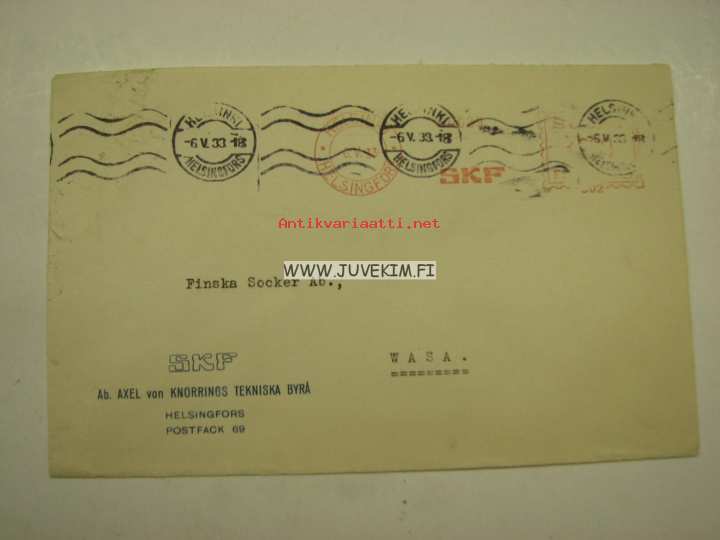 HELSINKI
-6.V.33.-18
HELSINGFORS
HELSINGFORS
SKF
HELSINKI
-6.V.33.-18
HELSINGFORS
Antikvariaatti.net
WWW.JUVEKIM.FI
Finska Socker Ab.,
WASA.
SKF
Ab. AXEL von KNORRINGS TEKNISKA BYRÅ
HELSINGFORS
POSTFACK 69